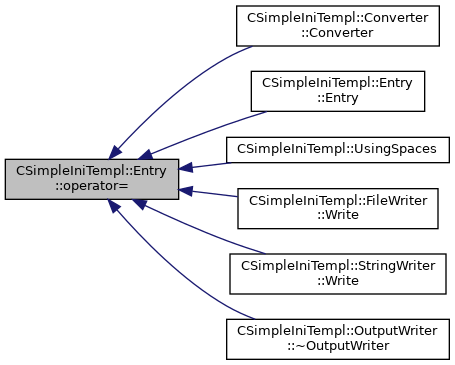 CSimpleIniTempl::Converter
::Converter
CSimpleIniTempl::Entry
::Entry
CSimpleIniTempl::UsingSpaces
CSimpleIniTempl::Entry
::operator=
CSimpleIniTempl::FileWriter
::Write
CSimpleIniTempl::StringWriter
::Write
CSimpleIniTempl::OutputWriter
::~OutputWriter